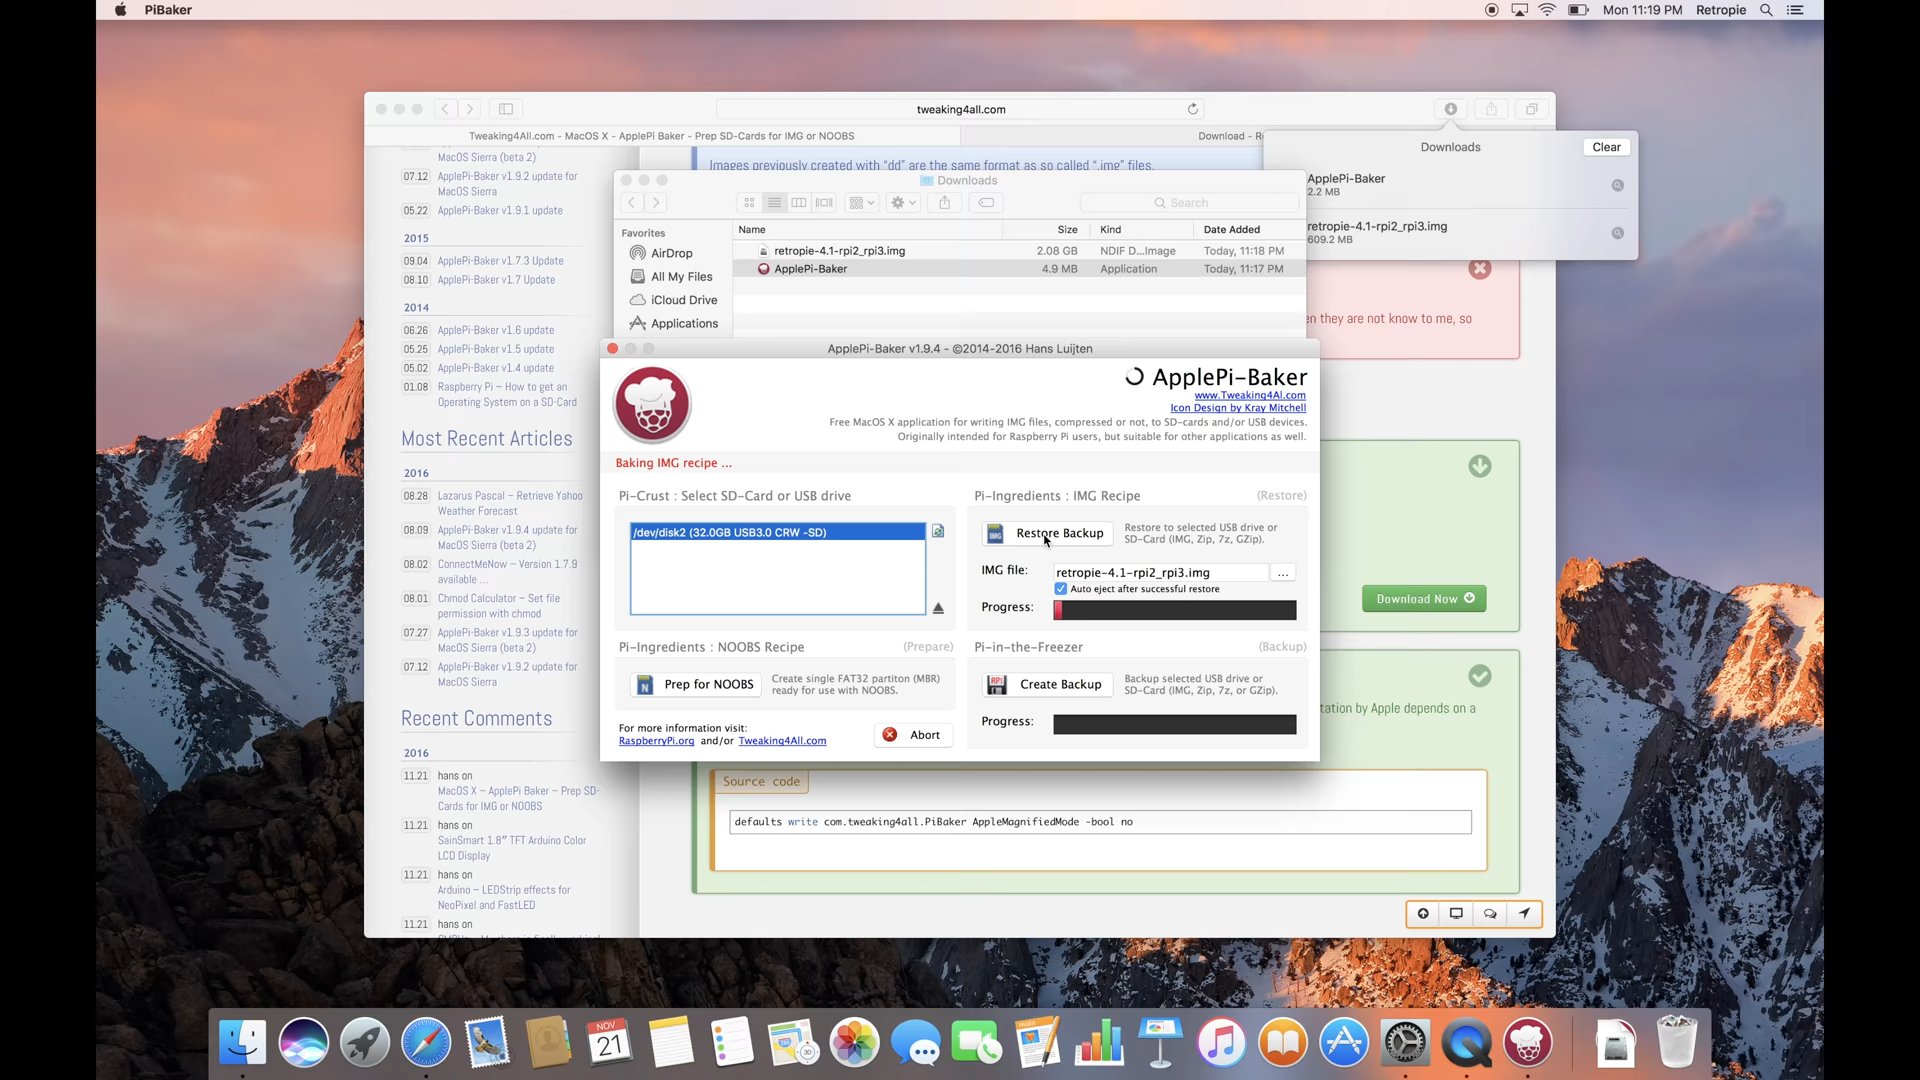 PiBaker
Mon 11:19 PM
Retropie
tweaking4all.com
Tweaking4All.com - MacOS X - ApplePi Baker - Prep SD-Cards for IMG or NOOBS
Download - R
Downloads
Clear
ApplePi-Baker
2.2 MB
retropie-4.1-rpi2_rpi3.img
609.2 MB
MacOS Sierra (beta 2)
07.12 ApplePi-Baker v1.9.2 update for
MacOS Sierra
05.22 ApplePi-Baker v1.9.1 update
2015
09.04 ApplePi-Baker v1.7.3 Update
08.10 ApplePi-Baker v1.7 Update
2014
06.26 ApplePi-Baker v1.6 update
05.25 ApplePi-Baker v1.5 update
05.02 ApplePi-Baker v1.4 update
01.08 Raspberry Pi – How to get an
Operating System on a SD-Card
Most Recent Articles
2016
08.28 Lazarus Pascal – Retrieve Yahoo
Weather Forecast
08.09 ApplePi-Baker v1.9.4 update for
MacOS Sierra (beta 2)
08.02 ConnectMeNow – Version 1.7.9
available ...
08.01 Chmod Calculator – Set file
permission with chmod
07.27 ApplePi-Baker v1.9.3 update for
MacOS Sierra (beta 2)
07.12 ApplePi-Baker v1.9.2 update for
MacOS Sierra
Recent Comments
2016
11.21 hans on
MacOS X – ApplePi Baker – Prep SD-
Cards for IMG or NOOBS
11.21 hans on
SainSmart 1.8" TFT Arduino Color
LCD Display
11.21 hans on
Arduino – LEDStrip effects for
NeoPixel and FastLED
11.21 hans on
Images previously created with "dd" are the same format as so called ".img" files.
Downloads
Search
Favorites
AirDrop
All My Files
iCloud Drive
Applications
Name Size Kind Date Added
retropie-4.1-rpi2_rpi3.img 2.08 GB NDIF D...Image Today, 11:18 PM
ApplePi-Baker 4.9 MB Application Today, 11:17 PM
en they are not know to me, so
ApplePi-Baker v1.9.4 - ©2014-2016 Hans Luijten
ApplePi-Baker
www.Tweaking4Al.com
Icon Design by Kray Mitchell
Free MacOS X application for writing IMG files, compressed or not, to SD-cards and/or USB devices.
Originally intended for Raspberry Pi users, but suitable for other applications as well.
Baking IMG recipe ...
Pi-Crust : Select SD-Card or USB drive
/dev/disk2 (32.0GB USB3.0 CRW -SD)
Pi-Ingredients : IMG Recipe (Restore)
IMG
Restore Backup
Restore to selected USB drive or
SD-Card (IMG, Zip, 7z, GZip).
IMG file: retropie-4.1-rpi2_rpi3.img ...
Auto eject after successful restore
Progress:
Pi-Ingredients : NOOBS Recipe (Prepare)
N
Prep for NOOBS
Create single FAT32 partiton (MBR)
ready for use with NOOBS.
Pi-in-the-Freezer (Backup)
RPi
Create Backup
Backup selected USB drive or
SD-Card (IMG, Zip, 7z, or GZip).
Progress:
For more information visit:
RaspberryPi.org and/or Tweaking4All.com
Abort
Download Now
tation by Apple depends on a
Source code
defaults write com.tweaking4all.PiBaker AppleMagnifiedMode -bool no
NOV
21
PAGES